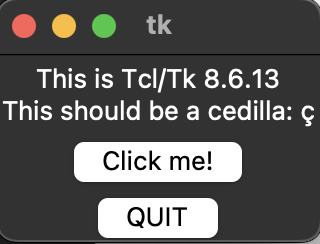 tk
This is Tcl/Tk 8.6.13
This should be a cedilla: ç
Click me!
QUIT